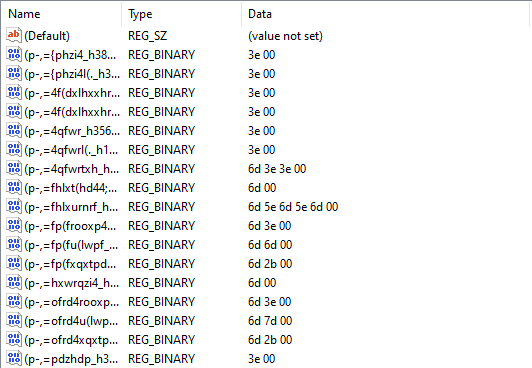 Name Type Data
(Default) REG_SZ (value not set)
(p-,={phzi4_h38... REG_BINARY 3e 00
(p-,={phzi4l(._h3... REG_BINARY 3e 00
(p-,=4f(dxlhxxhr... REG_BINARY 3e 00
(p-,=4f(dxlhxxhr... REG_BINARY 3e 00
(p-,=4qfwr_h356... REG_BINARY 3e 00
(p-,=4qfwrl(._h1... REG_BINARY 3e 00
(p-,=4qfwrtxh_h... REG_BINARY 6d 3e 3e 00
(p-,=fhlxt(hd44;... REG_BINARY 6d 00
(p-,=fhlxurnrf_h... REG_BINARY 6d 5e 6d 5e 6d 00
(p-,=fp(frooxp4... REG_BINARY 6d 3e 00
(p-,=fp(fu(lwpf_... REG_BINARY 6d 6d 00
(p-,=fp(fxqxtpd... REG_BINARY 6d 2b 00
(p-,=hxwrqzi4_h... REG_BINARY 6d 00
(p-,=ofrd4rooxp... REG_BINARY 6d 3e 00
(p-,=ofrd4u(lwp... REG_BINARY 6d 7d 00
(p-,=ofrd4xqxtp... REG_BINARY 6d 2b 00
(p-,=pdzhdp_h3... REG_BINARY 3e 00